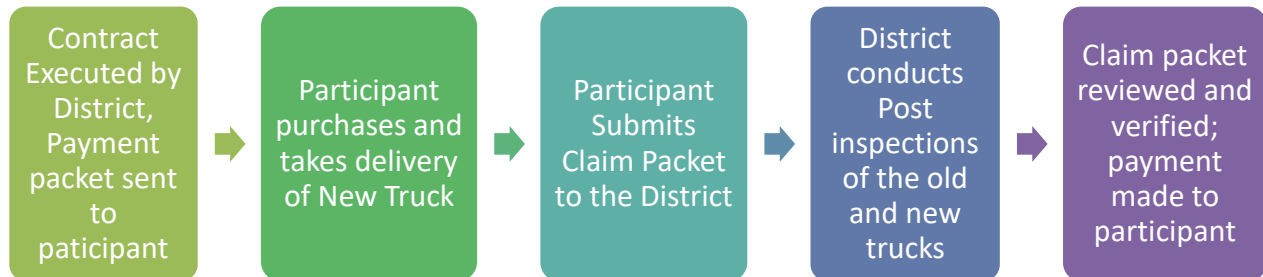 Contract
Executed by
District,
Payment
packet sent
to
paticipant
Participant
purchases and
takes delivery
of New Truck
Participant
Submits
Claim Packet
to the District
District
conducts
Post
inspections
of the old
and new
trucks
Claim packet
reviewed and
verified;
payment
made to
participant